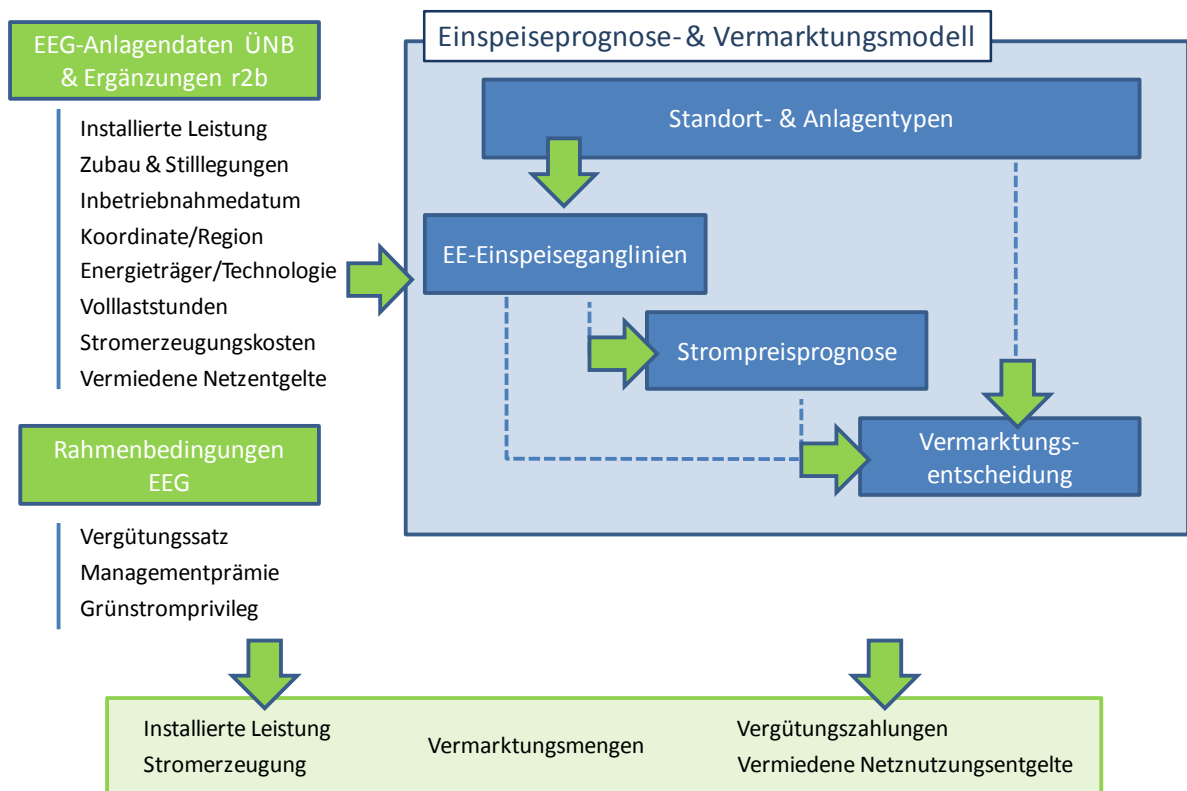 EEG-Anlagendaten ÜNB
& Ergänzungen r2b
Installierte Leistung
Zubau & Stilllegungen
Inbetriebnahmedatum
Koordinate/Region
Energieträger/Technologie
Volllaststunden
Stromerzeugungskosten
Vermiedene Netzentgelte
Rahmenbedingungen
EEG
Vergütungssatz
Managementprämie
Grünstromprivileg
Einspeiseprognose- & Vermarktungsmodell
Standort- & Anlagentypen
EE-Einspeiseganglinien
Strompreisprognose
Vermarktungs-
entscheidung
Installierte Leistung
Stromerzeugung
Vermarktungsmengen
Vergütungszahlungen
Vermiedene Netznutzungsentgelte